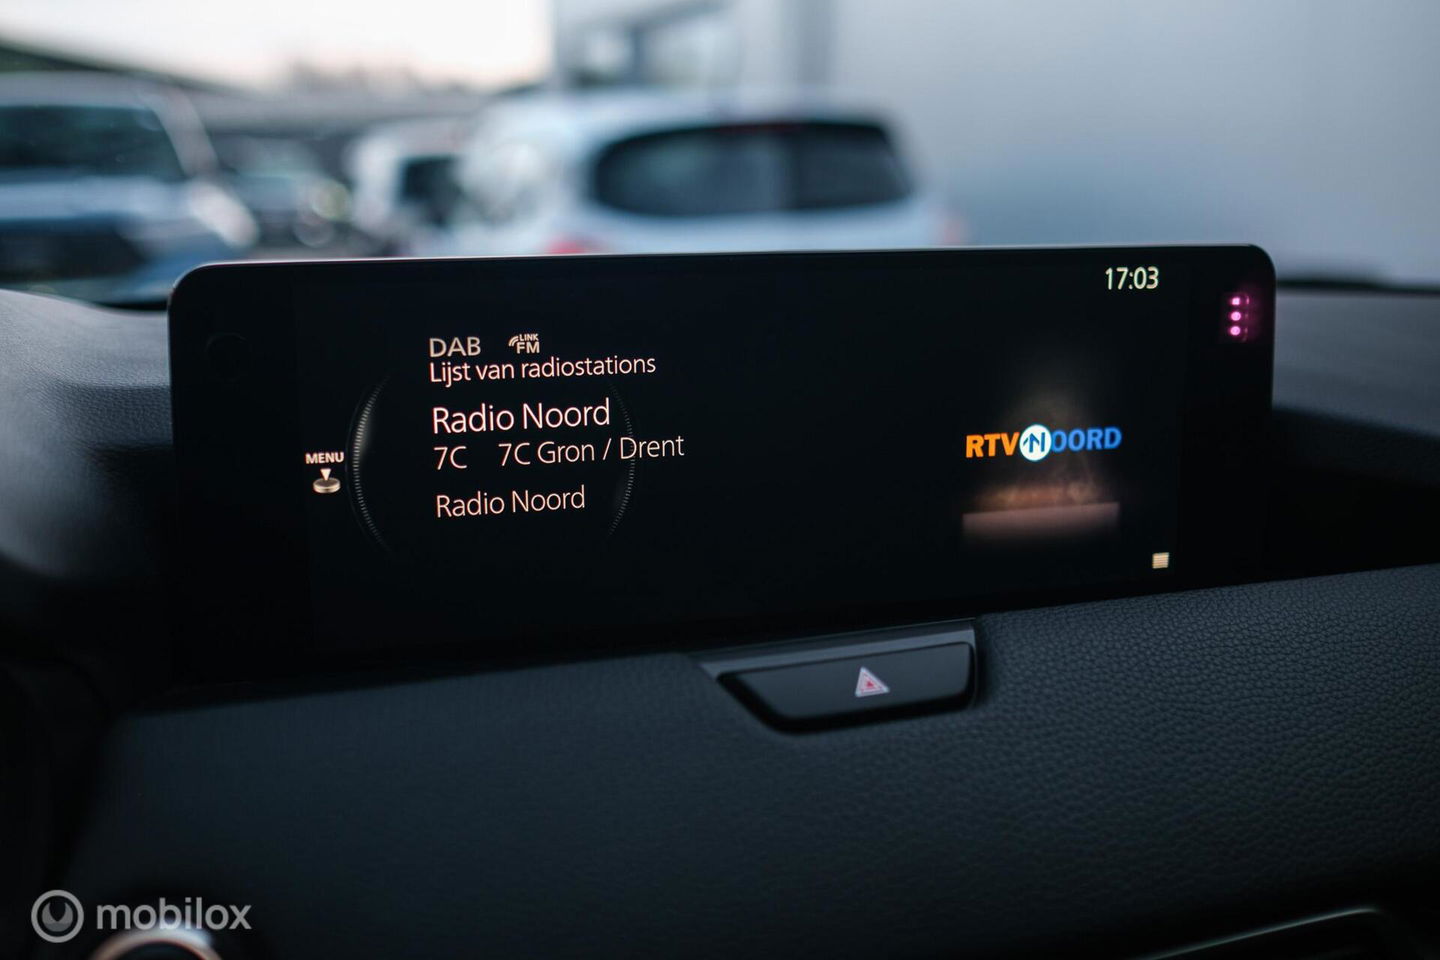 17:03
DAB LINK FM
Lijst van radiostations
Radio Noord
7C 7C Gron / Drent
Radio Noord
MENU
RTV NOORD
mobilox